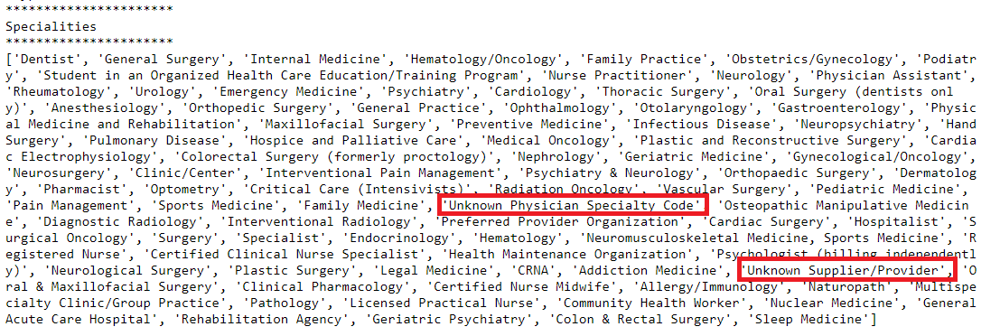 **********************
Specialities
**********************
['Dentist', 'General Surgery', 'Internal Medicine', 'Hematology/Oncology', 'Family Practice', 'Obstetrics/Gynecology', 'Podiatr
y', 'Student in an Organized Health Care Education/Training Program', 'Nurse Practitioner', 'Neurology', 'Physician Assistant',
'Rheumatology', 'Urology', 'Emergency Medicine', 'Psychiatry', 'Cardiology', 'Thoracic Surgery', 'Oral Surgery (dentists onl
y)', 'Anesthesiology', 'Orthopedic Surgery', 'General Practice', 'Ophthalmology', 'Otolaryngology', 'Gastroenterology', 'Physic
al Medicine and Rehabilitation', 'Maxillofacial Surgery', 'Preventive Medicine', 'Infectious Disease', 'Neuropsychiatry', 'Hand
Surgery', 'Pulmonary Disease', 'Hospice and Palliative Care', 'Medical Oncology', 'Plastic and Reconstructive Surgery', 'Cardia
c Electrophysiology', 'Colorectal Surgery (formerly proctology)', 'Nephrology', 'Geriatric Medicine', 'Gynecological/Oncology',
'Neurosurgery', 'Clinic/Center', 'Interventional Pain Management', 'Psychiatry & Neurology', 'Orthopaedic Surgery', 'Dermatolog
y', 'Pharmacist', 'Optometry', 'Critical Care (Intensivists)', 'Radiation Oncology', 'Vascular Surgery', 'Pediatric Medicine',
'Pain Management', 'Sports Medicine', 'Family Medicine', 'Unknown Physician Specialty Code', 'Osteopathic Manipulative Medicin
e', 'Diagnostic Radiology', 'Interventional Radiology', 'Preferred Provider Organization', 'Cardiac Surgery', 'Hospitalist', 'S
urgical Oncology', 'Surgery', 'Specialist', 'Endocrinology', 'Hematology', 'Neuromusculoskeletal Medicine, Sports Medicine', 'R
egistered Nurse', 'Certified Clinical Nurse Specialist', 'Health Maintenance Organization', 'Psychologist (billing independentl
y)', 'Neurological Surgery', 'Plastic Surgery', 'Legal Medicine', 'CRNA', 'Addiction Medicine', 'Unknown Supplier/Provider', 'O
ral & Maxillofacial Surgery', 'Clinical Pharmacology', 'Certified Nurse Midwife', 'Allergy/Immunology', 'Naturopath', 'Multispe
cialty Clinic/Group Practice', 'Pathology', 'Licensed Practical Nurse', 'Community Health Worker', 'Nuclear Medicine', 'General
Acute Care Hospital', 'Rehabilitation Agency', 'Geriatric Psychiatry', 'Colon & Rectal Surgery', 'Sleep Medicine']